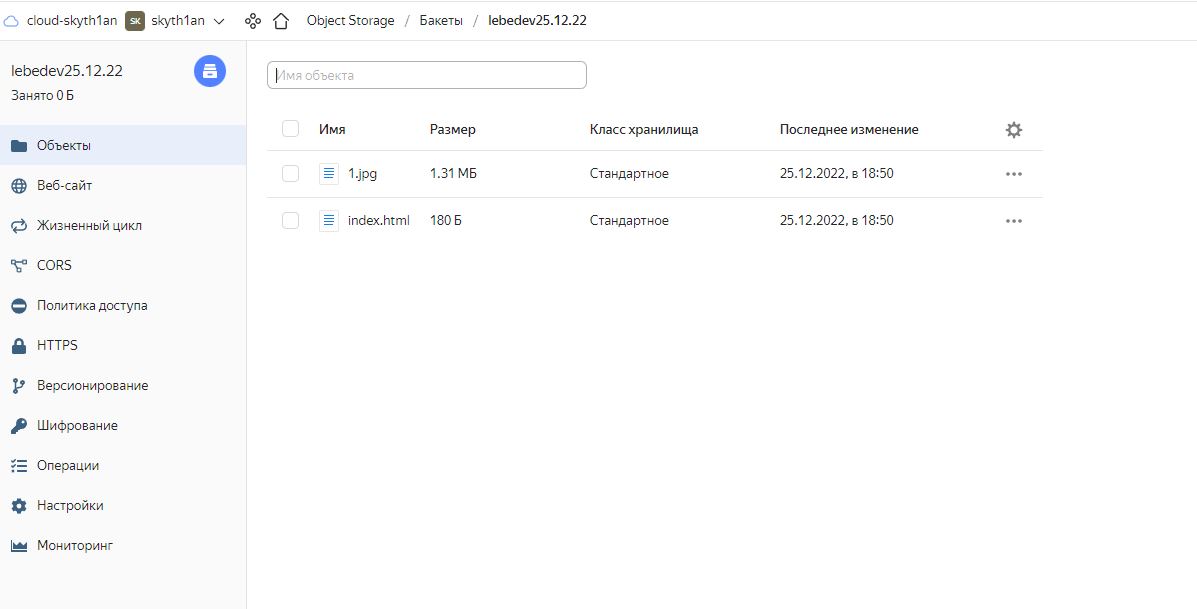 cloud-skyth1an SK skyth1an Object Storage / Бакеты / lebedev25.12.22
lebedev25.12.22
Занято 0 Б
Объекты
Веб-сайт
Жизненный цикл
CORS
Политика доступа
HTTPS
Версионирование
Шифрование
Операции
Настройки
Мониторинг
Имя объекта
Имя Размер Класс хранилища Последнее изменение
1.jpg 1.31 МБ Стандартное 25.12.2022, в 18:50
index.html 180 Б Стандартное 25.12.2022, в 18:50